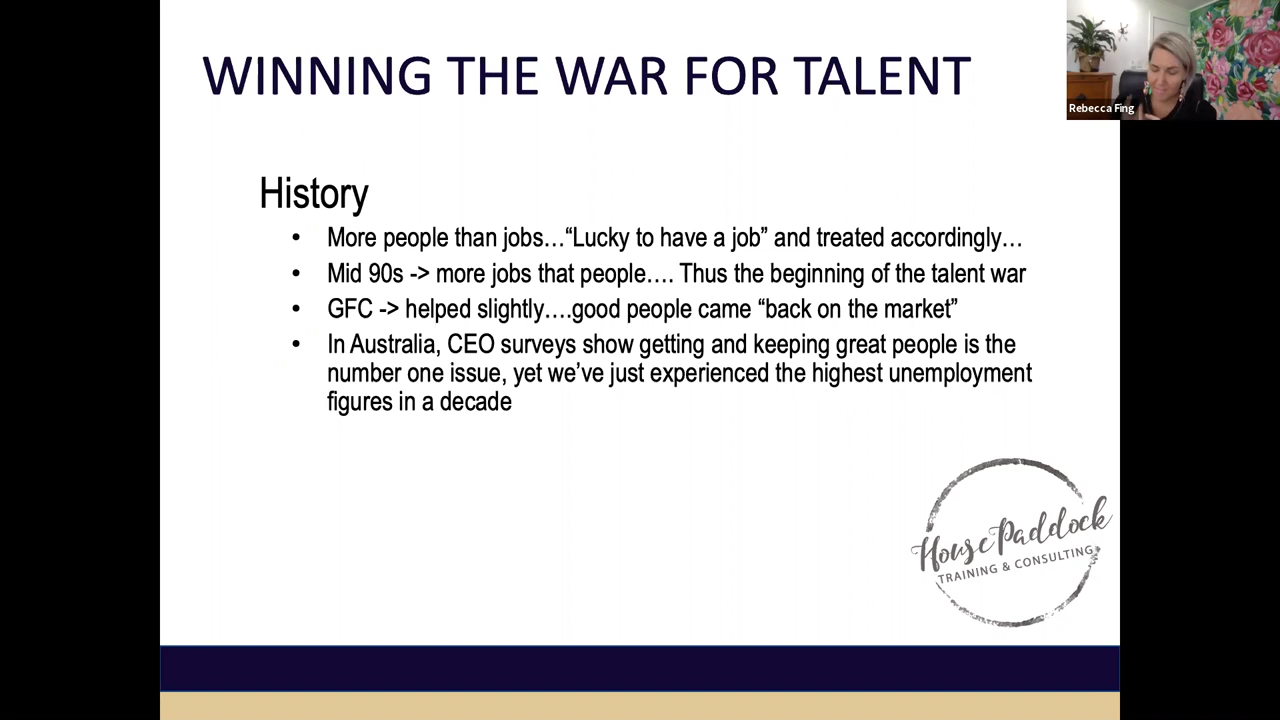 WINNING THE WAR FOR TALENT
Rebecca Fing
History
• More people than jobs…“Lucky to have a job” and treated accordingly…
• Mid 90s -> more jobs that people…. Thus the beginning of the talent war
• GFC -> helped slightly….good people came “back on the market”
• In Australia, CEO surveys show getting and keeping great people is the
number one issue, yet we’ve just experienced the highest unemployment
figures in a decade
House Paddock
TRAINING & CONSULTING